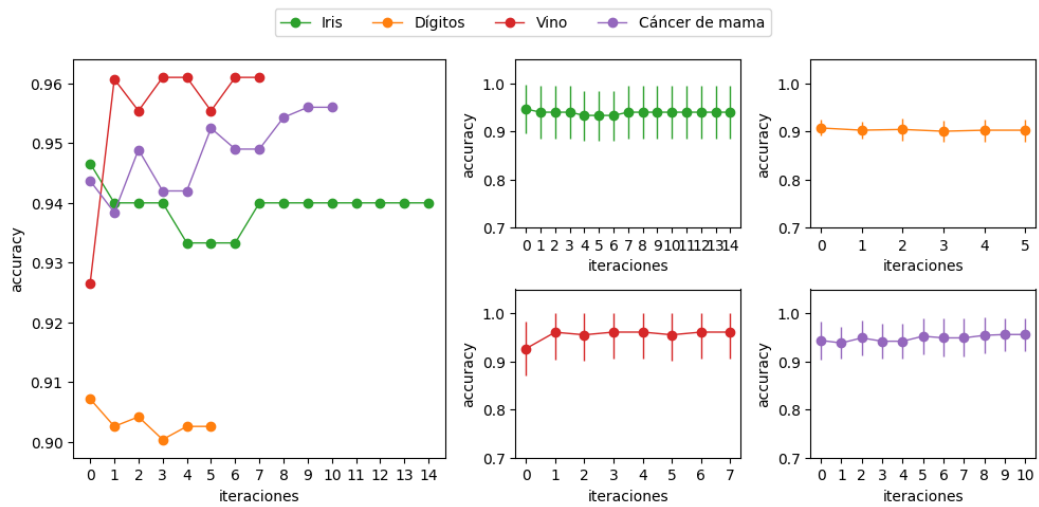 Iris Dígitos Vino Cáncer de mama
accuracy
0.96
0.95
0.94
0.93
0.92
0.91
0.90
0 1 2 3 4 5 6 7 8 9 10 11 12 13 14
iteraciones
accuracy
1.0
0.9
0.8
0.7
0 1 2 3 4 5 6 7 8 9 10 11 12 13 14
iteraciones
accuracy
1.0
0.9
0.8
0.7
0 1 2 3 4 5
iteraciones
accuracy
1.0
0.9
0.8
0.7
0 1 2 3 4 5 6 7
iteraciones
accuracy
1.0
0.9
0.8
0.7
0 1 2 3 4 5 6 7 8 9 10
iteraciones